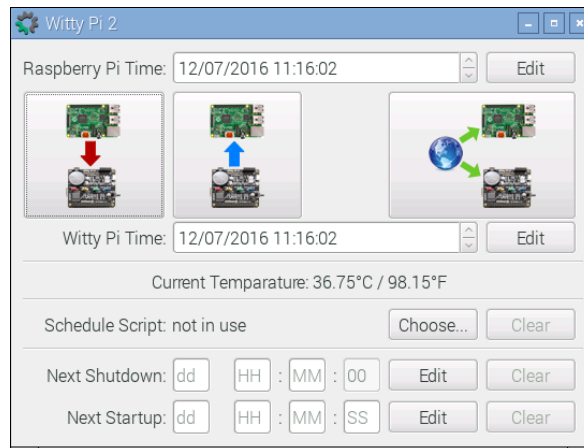 Witty Pi 2
Raspberry Pi Time: 12/07/2016 11:16:02 Edit
Witty Pi Time: 12/07/2016 11:16:02 Edit
Current Temparature: 36.75°C / 98.15°F
Schedule Script: not in use Choose... Clear
Next Shutdown: dd HH : MM : 00 Edit Clear
Next Startup: dd HH : MM : SS Edit Clear